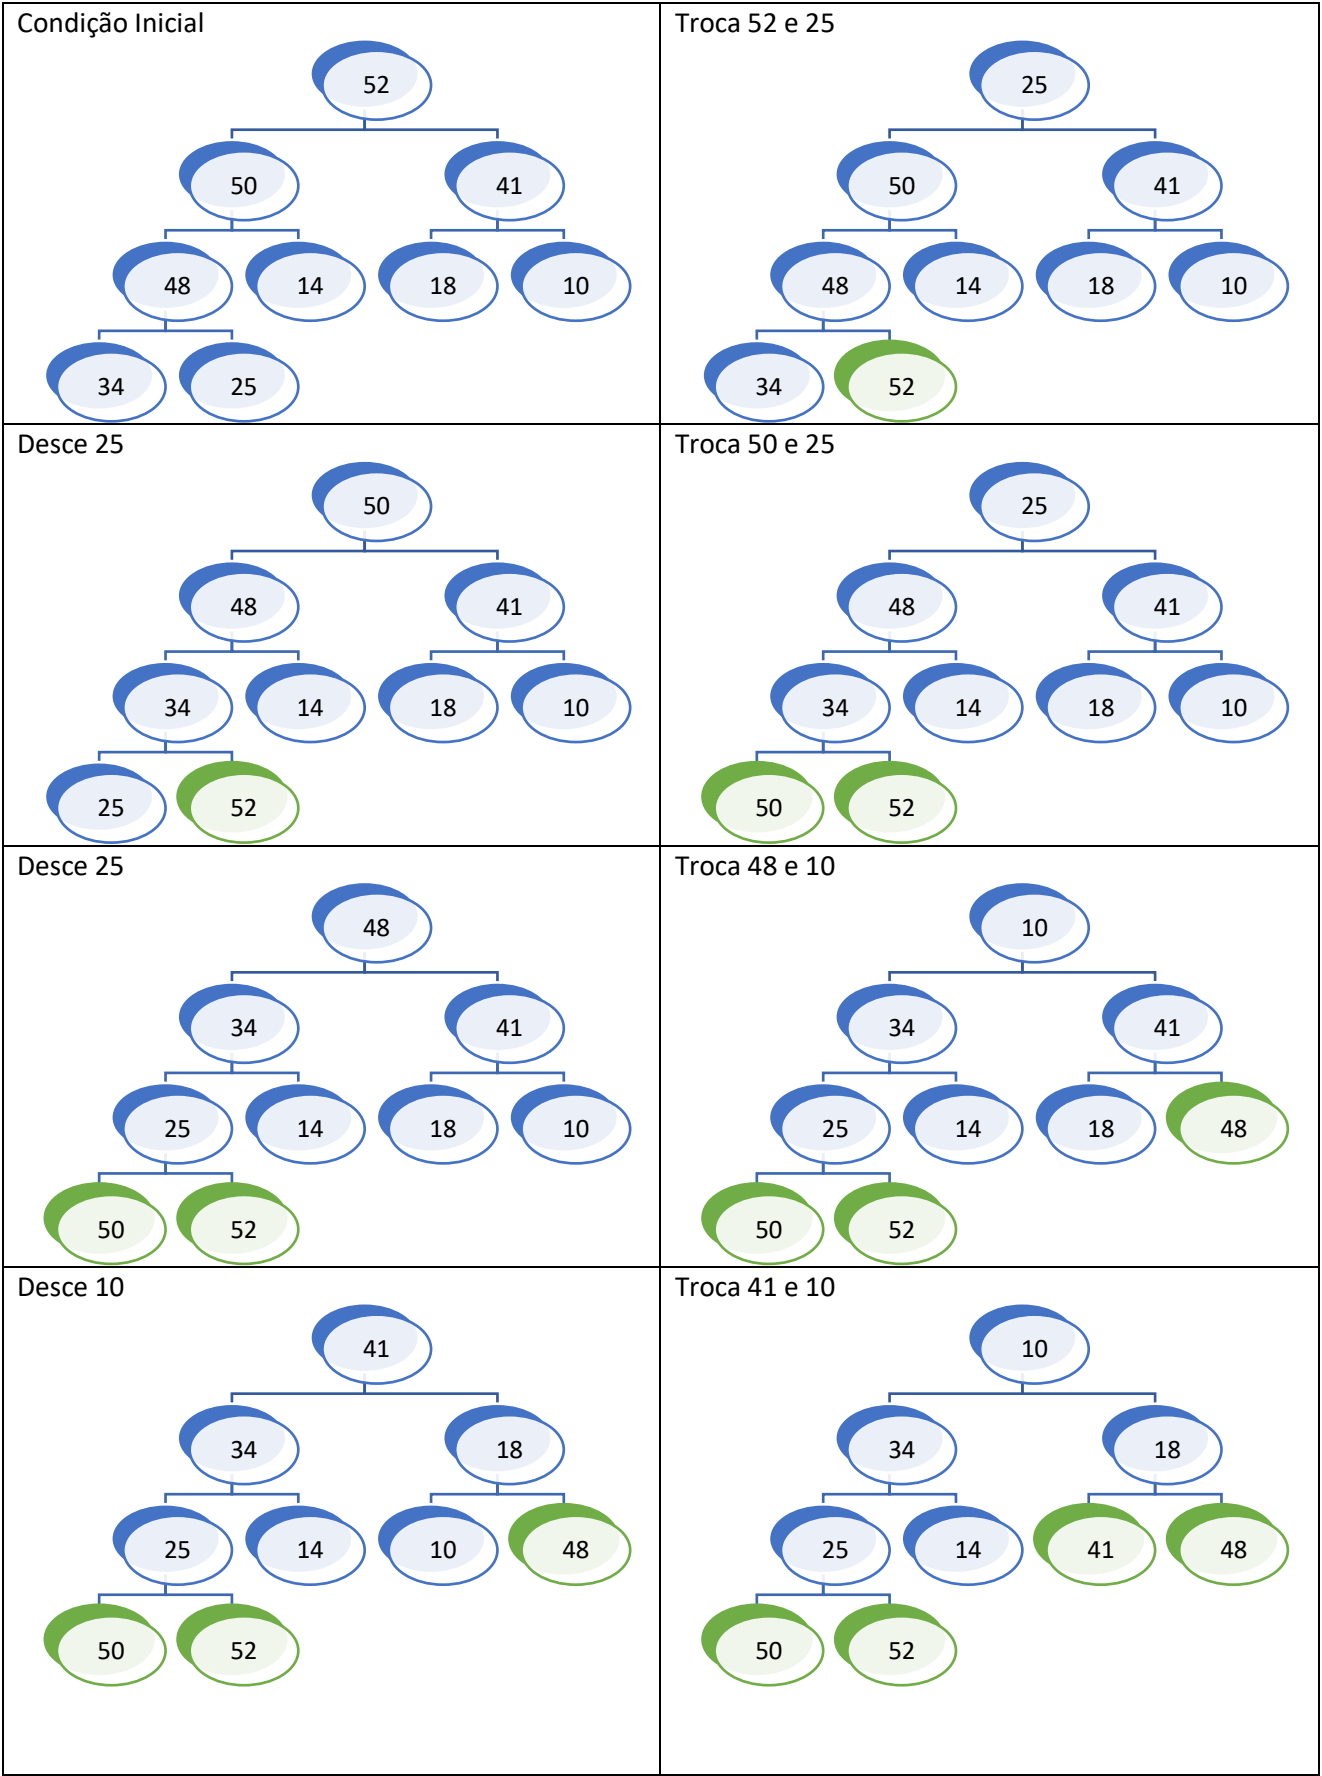 Condição Inicial
52
50 41
48 14 18 10
34 25
Troca 52 e 25
25
50 41
48 14 18 10
34 52
Desce 25
50
48 41
34 14 18 10
25 52
Troca 50 e 25
25
48 41
34 14 18 10
50 52
Desce 25
48
34 41
25 14 18 10
50 52
Troca 48 e 10
10
34 41
25 14 18 48
50 52
Desce 10
41
34 18
25 14 10 48
50 52
Troca 41 e 10
10
34 18
25 14 41 48
50 52